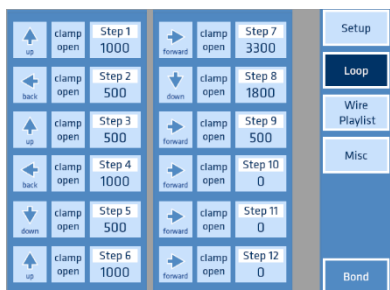 clamp Step 1
up open 1000
clamp Step 2
back open 500
clamp Step 3
up open 500
clamp Step 4
back open 1000
clamp Step 5
down open 500
clamp Step 6
up open 1000
clamp Step 7
forward open 3300
clamp Step 8
down open 1800
clamp Step 9
forward open 500
clamp Step 10
forward open 0
clamp Step 11
forward open 0
clamp Step 12
forward open 0
Setup
Loop
Wire
Playlist
Misc
Bond